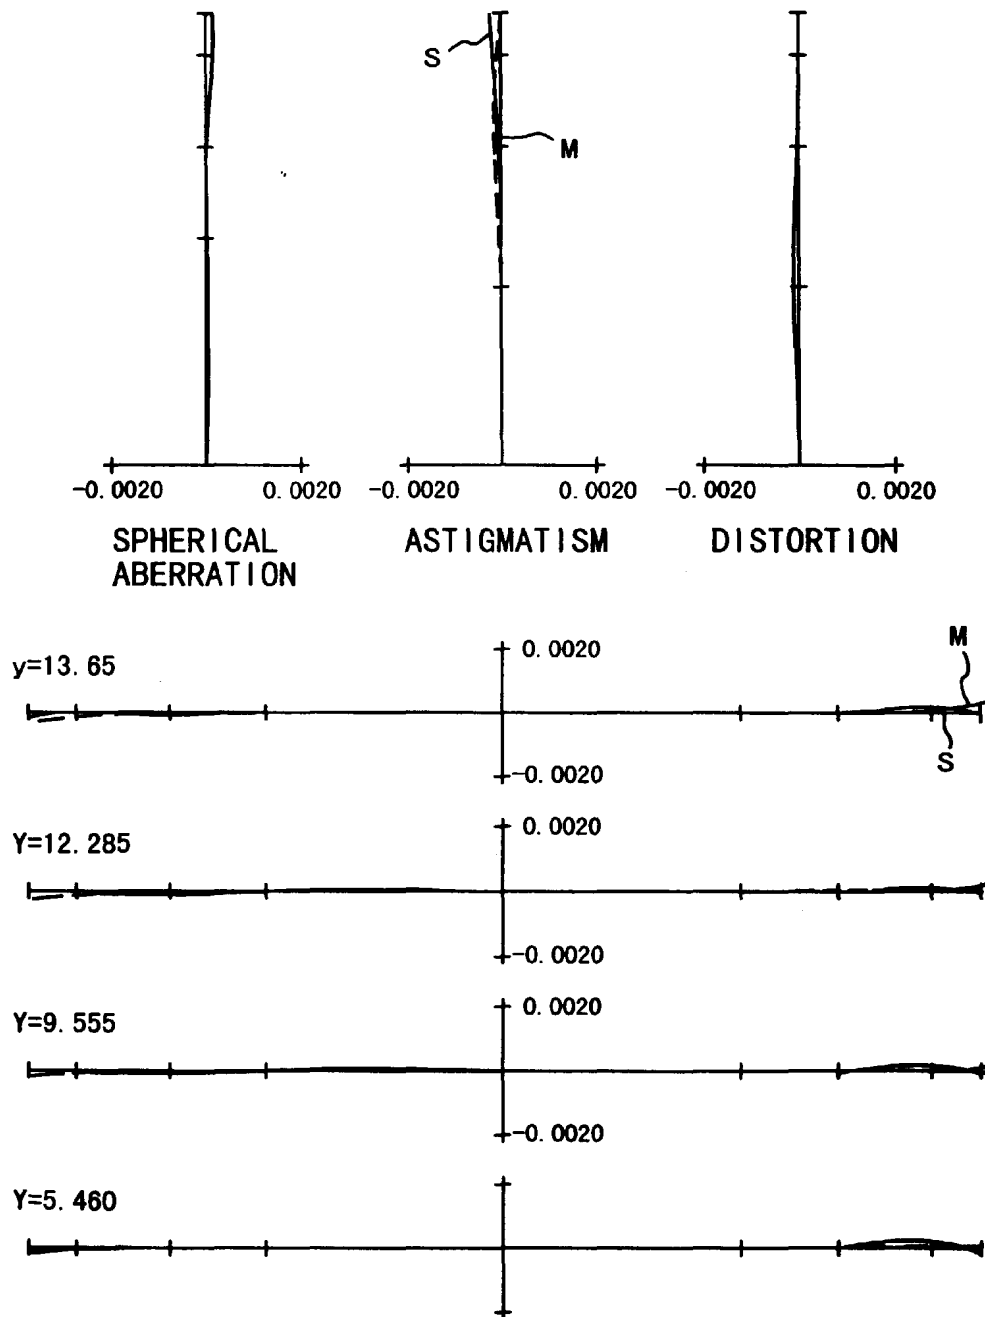 S
M
-0.0020 0.0020 -0.0020 0.0020 -0.0020 0.0020
SPHERICAL ABERRATION
ASTIGMATISM
DISTORTION
y=13.65
0.0020
M
S
-0.0020
Y=12.285
0.0020
-0.0020
Y=9.555
0.0020
-0.0020
Y=5.460